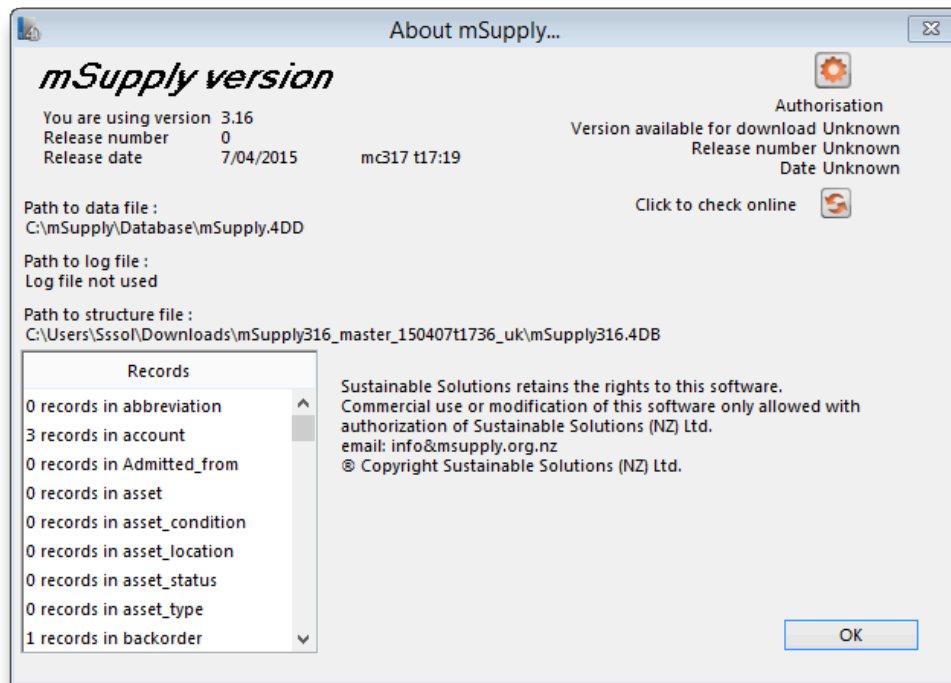 About mSupply...
mSupply version
You are using version 3.16
Release number 0
Release date 7/04/2015 mc317 t17:19
Authorisation
Version available for download Unknown
Release number Unknown
Date Unknown
Click to check online
Path to data file :
C:\mSupply\Database\mSupply.4DD
Path to log file :
Log file not used
Path to structure file :
C:\Users\Sssol\Downloads\mSupply316_master_150407t1736_uk\mSupply316.4DB
Records
0 records in abbreviation
3 records in account
0 records in Admitted_from
0 records in asset
0 records in asset_condition
0 records in asset_location
0 records in asset_status
0 records in asset_type
1 records in backorder
Sustainable Solutions retains the rights to this software.
Commercial use or modification of this software only allowed with
authorization of Sustainable Solutions (NZ) Ltd.
email: info@msupply.org.nz
® Copyright Sustainable Solutions (NZ) Ltd.
OK